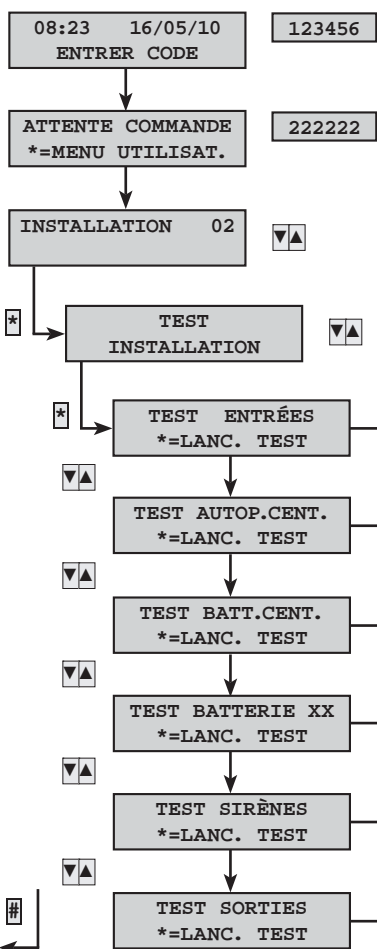 08:23 16/05/10
123456
ENTRER CODE
ATTENTE COMMANDE
222222
*=MENU UTILISAT.
INSTALLATION 02
▼▲
*
TEST
▼▲
INSTALLATION
*
TEST ENTRÉES
*=LANC. TEST
▼▲
TEST AUTOP.CENT.
*=LANC. TEST
▼▲
TEST BATT.CENT.
*=LANC. TEST
▼▲
TEST BATTERIE XX
*=LANC. TEST
▼▲
TEST SIRÈNES
*=LANC. TEST
▼▲
#
TEST SORTIES
*=LANC. TEST